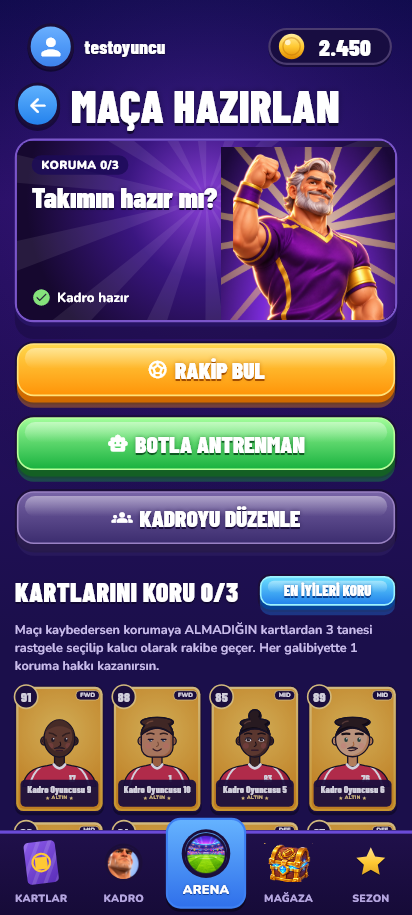 testoyuncu
2.450
MAÇA HAZIRLAN
KORUMA 0/3
Takımın hazır mı?
Kadro hazır
RAKİP BUL
BOTLA ANTRENMAN
KADROYU DÜZENLE
KARTLARINI KORU 0/3
EN İYİLERİ KORU
Maçı kaybedersen korumaya ALMADIĞIN kartlardan 3 tanesi
rastgele seçilip kalıcı olarak rakibe geçer. Her galibiyette 1
koruma hakkı kazanırsın.
91 FWD
88 FWD
85 MID
89 MID
Kadro Oyuncusu 9
Kadro Oyuncusu 10
Kadro Oyuncusu 5
Kadro Oyuncusu 6
ALTIN
ALTIN
ALTIN
ALTIN
KARTLAR
KADRO
ARENA
MAĞAZA
SEZON